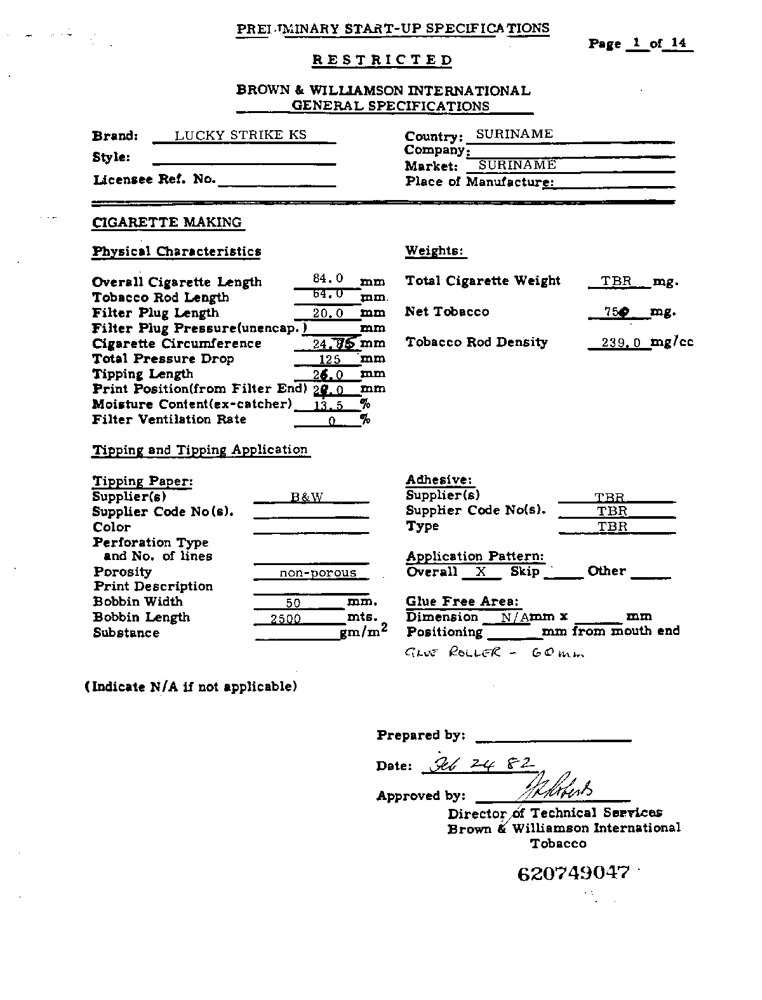 PRELIMINARY START-UP SPECIFICATIONS
Page 1 of 14
RESTRICTED
BROWN & WILLIAMSON INTERNATIONAL
GENERAL SPECIFICATIONS
Brand: LUCKY STRIKE KS
Country: SURINAME
Style:
Company:
Market: SURINAME
Licensee Ref. No.
Place of Manufacture:
CIGARETTE MAKING
Physical Characteristics
Weights:
Overall Cigarette Length 84.0 mm
Total Cigarette Weight TBR mg.
Tobacco Rod Length 64.0 mm.
Filter Plug Length 20.0 mm
Net Tobacco 750 mg.
Filter Plug Pressure(unencap.) mm
Cigarette Circumference 24.75 mm
Tobacco Rod Density 239.0 mg/cc
Total Pressure Drop 125 mm
Tipping Length mm
Print Position(from Filter End) mm
Moisture Content(ex-catcher) 13.5 %
Filter Ventilation Rate 0 %
Tipping and Tipping Application
Tipping Paper:
Adhesive:
Supplier(s) B&W
Supplier(s) TBR
Supplier Code No(s).
Supplier Code No(s). TBR
Color
Type TBR
Perforation Type
and No. of lines
Application Pattern:
Porosity non-porous
Overall X Skip Other
Print Description
Bobbin Width 50 mm.
Glue Free Area:
Bobbin Length 2500 mts.
Dimension N/A mm x mm
Substance gm/m2
Positioning mm from mouth end
GLUE ROLLER - 60 mm
(Indicate N/A if not applicable)
Prepared by:
Date: Feb 24 82
Approved by:
Director of Technical Services
Brown & Williamson International
Tobacco
620749047